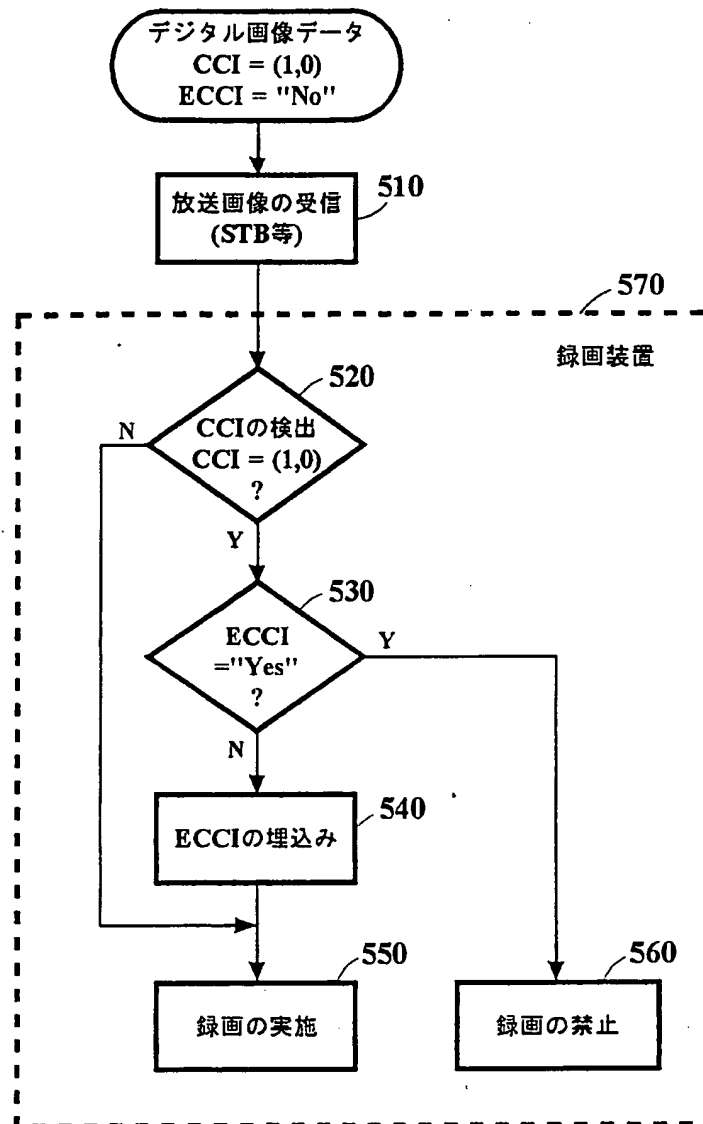 デジタル画像データ
CCI = (1,0)
ECCI = "No"
放送画像の受信
(STB等)
510
570
録画装置
520
CCIの検出
CCI = (1,0)
?
N
Y
530
ECCI
="Yes"
?
Y
N
540
ECCIの埋込み
550
録画の実施
560
録画の禁止